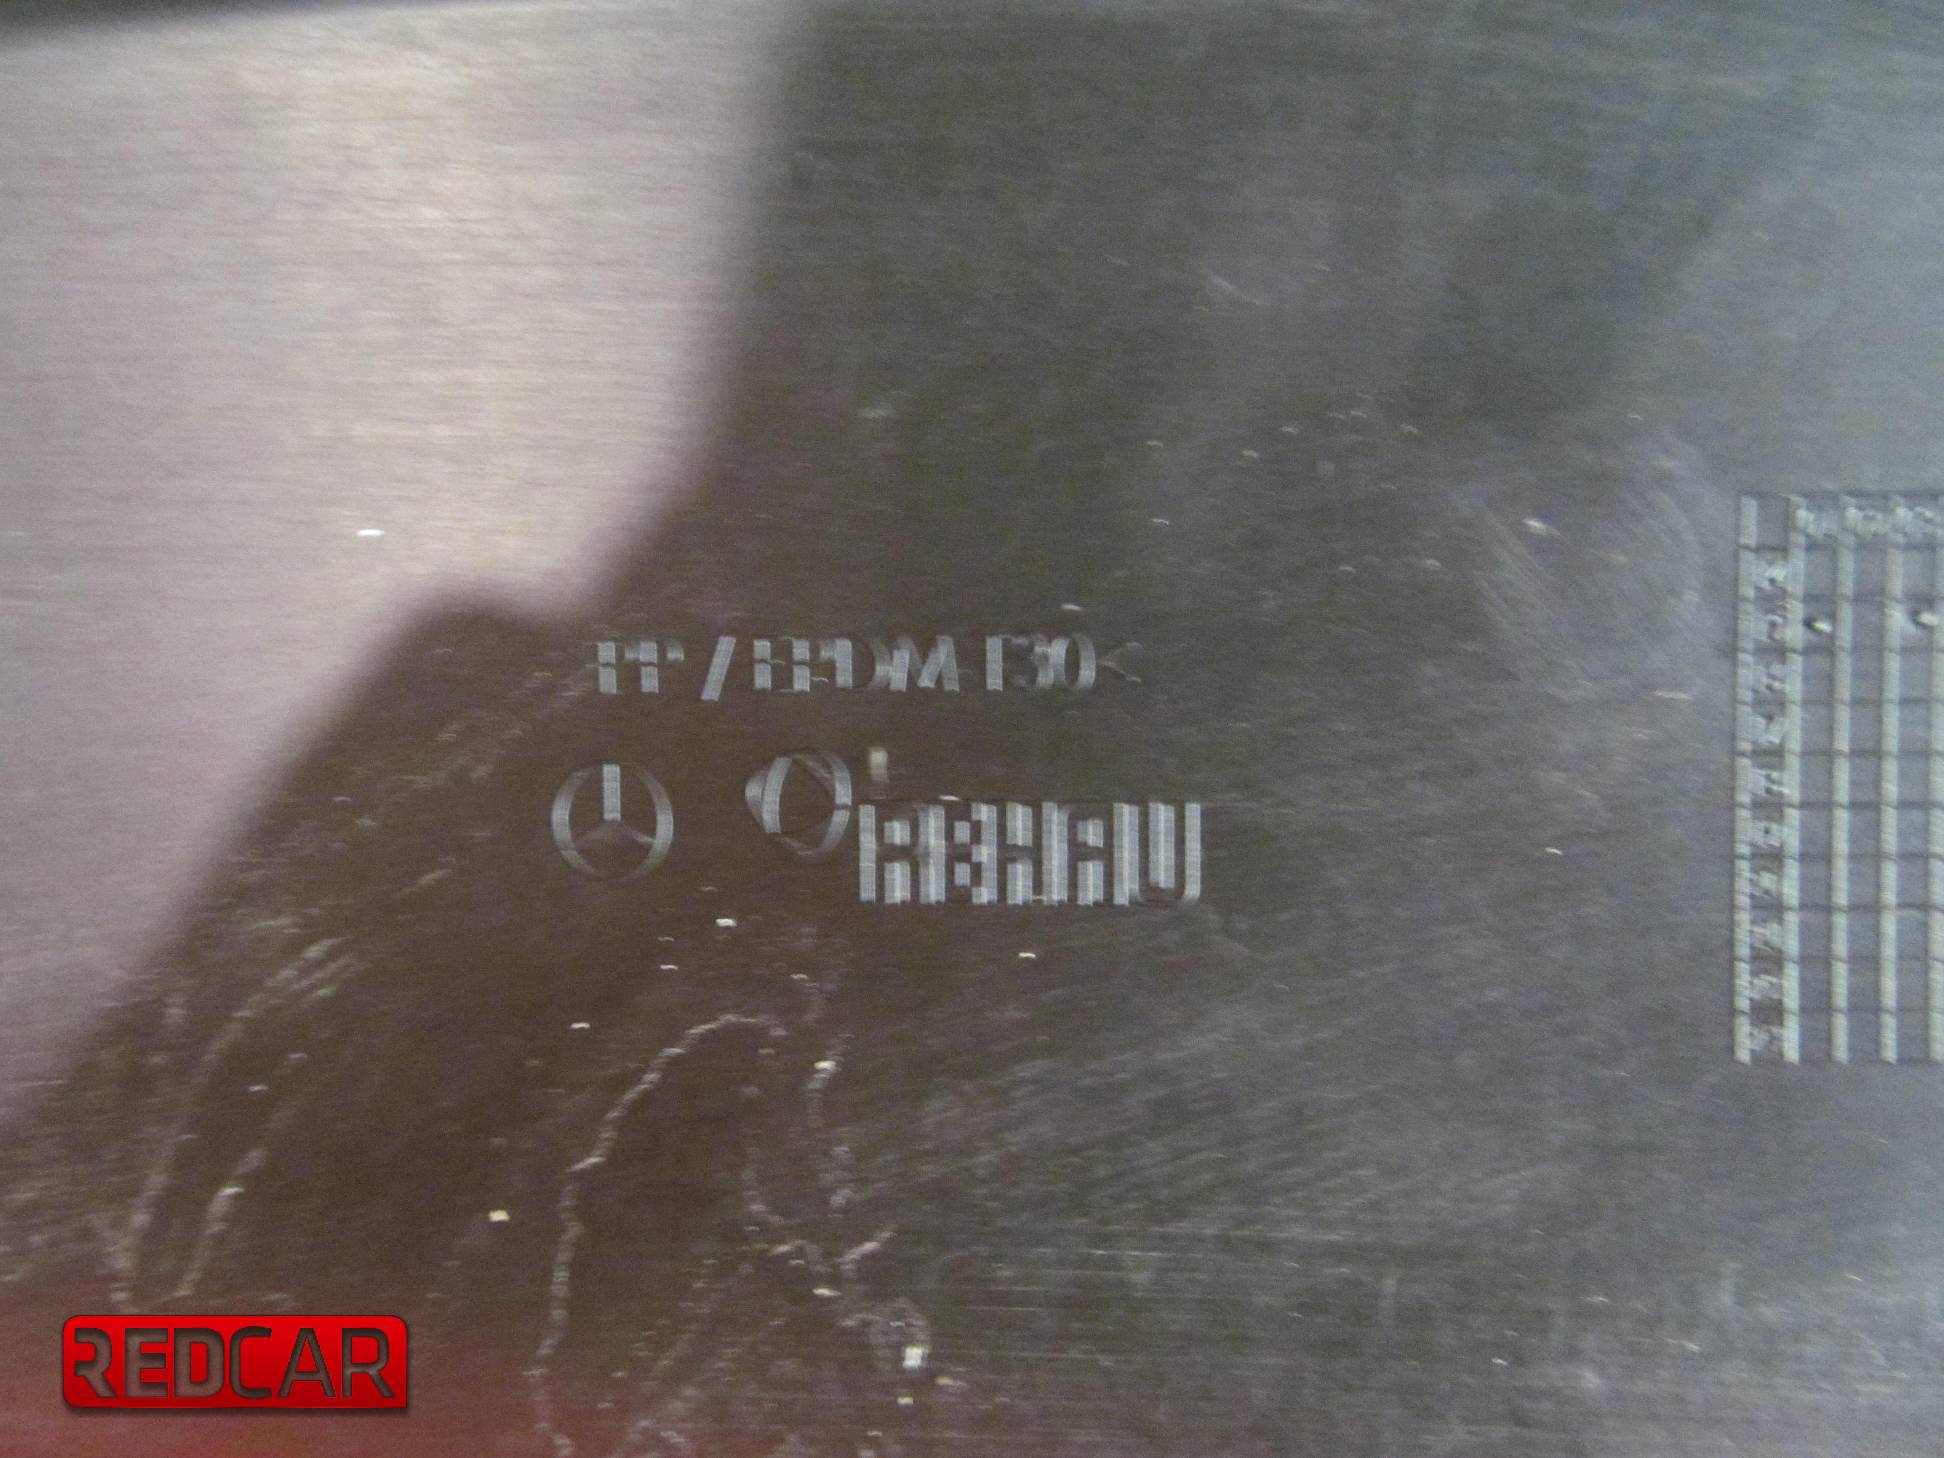 PP/EPDM T30<
REHAU
REDCAR